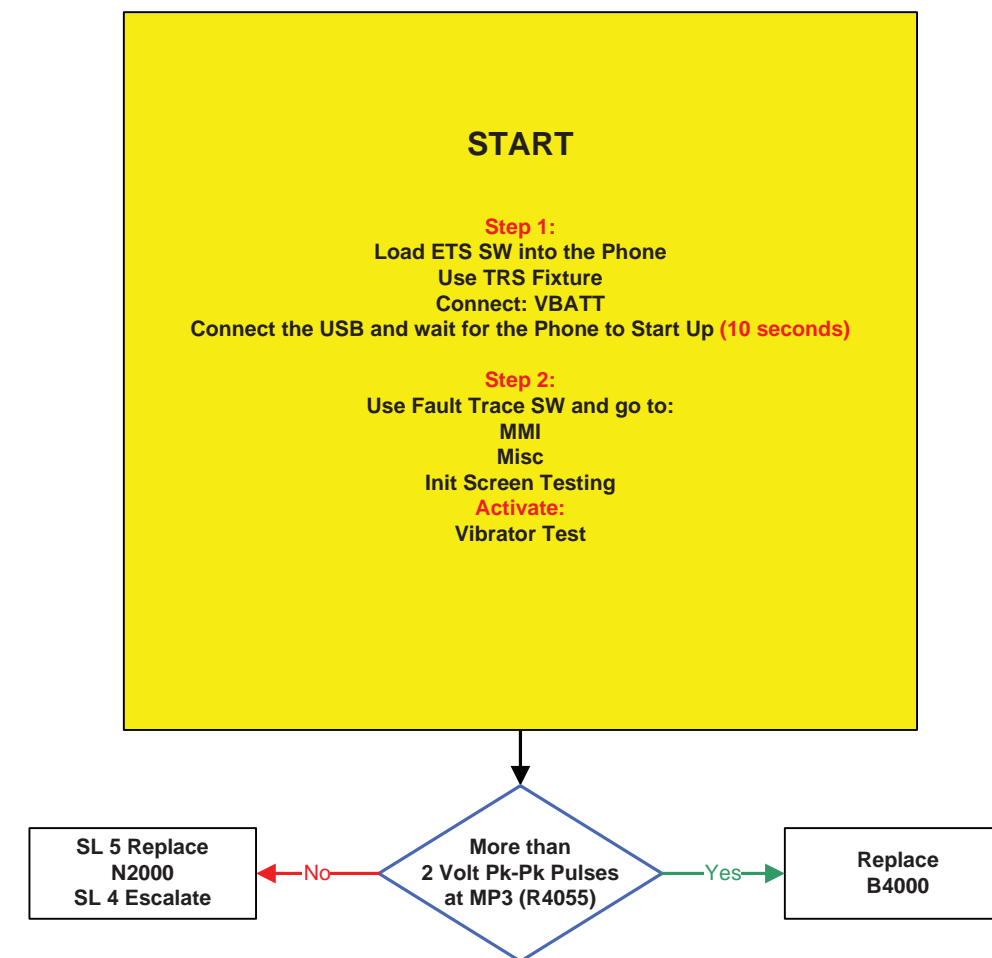 START
Step 1:
Load ETS SW into the Phone
Use TRS Fixture
Connect: VBATT
Connect the USB and wait for the Phone to Start Up (10 seconds)
Step 2:
Use Fault Trace SW and go to:
MMI
Misc
Init Screen Testing
Activate:
Vibrator Test
SL 5 Replace
N2000
SL 4 Escalate
No
More than
2 Volt Pk-Pk Pulses
at MP3 (R4055)
Yes
Replace
B4000